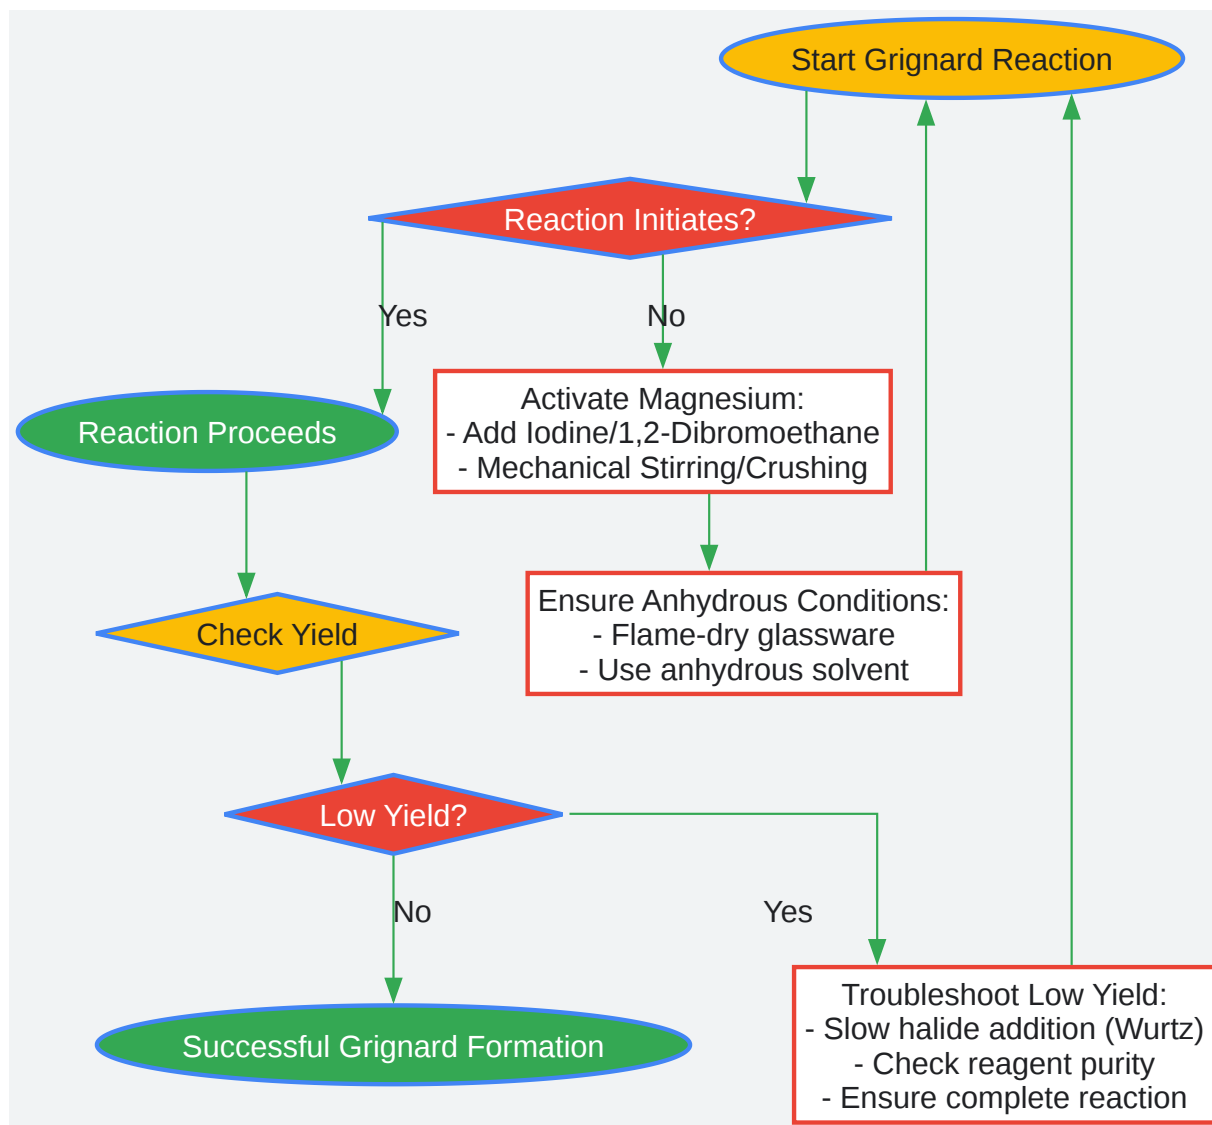 Start Grignard Reaction
Reaction Initiates?
Yes
No
Activate Magnesium:
- Add Iodine/1,2-Dibromoethane
- Mechanical Stirring/Crushing
Reaction Proceeds
Ensure Anhydrous Conditions:
- Flame-dry glassware
- Use anhydrous solvent
Check Yield
Low Yield?
No
Yes
Troubleshoot Low Yield:
- Slow halide addition (Wurtz)
- Check reagent purity
- Ensure complete reaction
Successful Grignard Formation